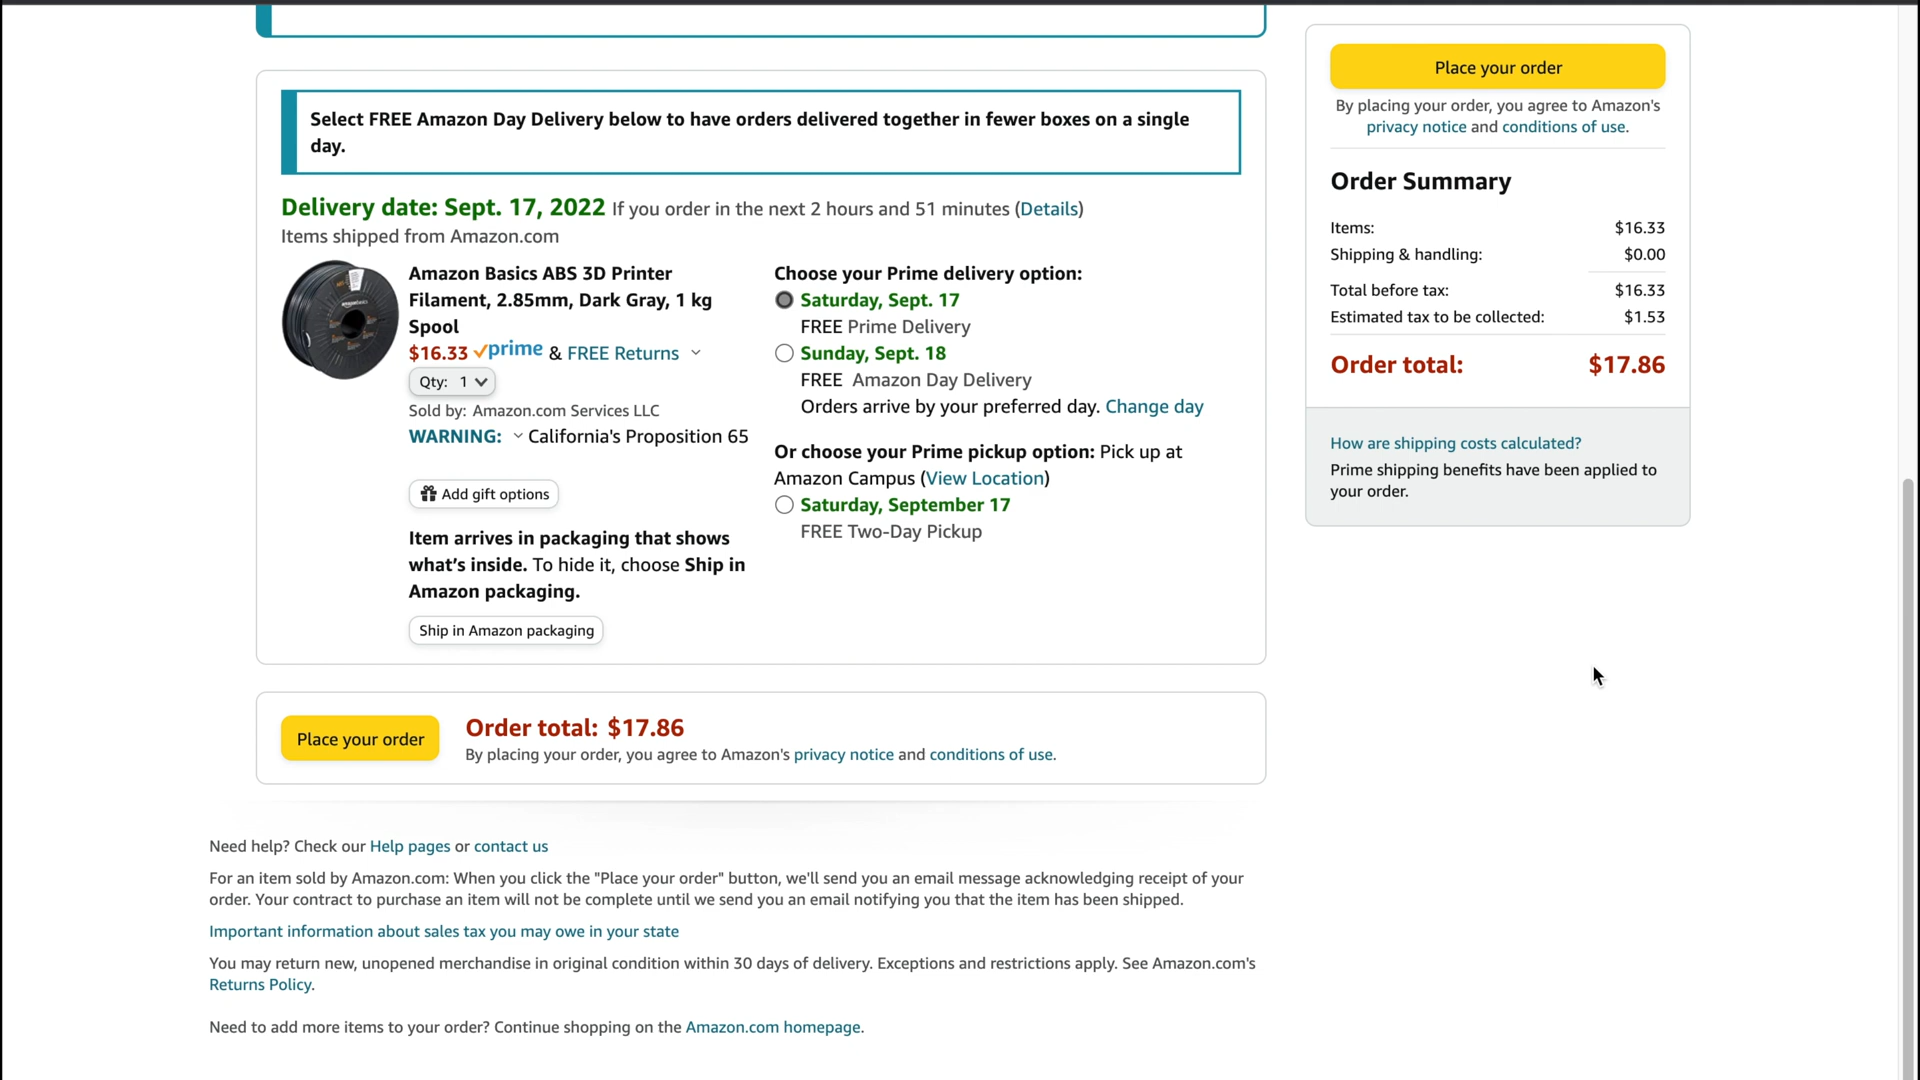 Select FREE Amazon Day Delivery below to have orders delivered together in fewer boxes on a single
day.
Delivery date: Sept. 17, 2022 If you order in the next 2 hours and 51 minutes (Details)
Items shipped from Amazon.com
Amazon Basics ABS 3D Printer
Filament, 2.85mm, Dark Gray, 1 kg
Spool
$16.33 prime & FREE Returns
Qty: 1
Sold by: Amazon.com Services LLC
WARNING: California's Proposition 65
Add gift options
Item arrives in packaging that shows
what’s inside. To hide it, choose Ship in
Amazon packaging.
Ship in Amazon packaging
Choose your Prime delivery option:
Saturday, Sept. 17
FREE Prime Delivery
Sunday, Sept. 18
FREE Amazon Day Delivery
Orders arrive by your preferred day. Change day
Or choose your Prime pickup option: Pick up at
Amazon Campus (View Location)
Saturday, September 17
FREE Two-Day Pickup
Place your order
Order total: $17.86
By placing your order, you agree to Amazon's privacy notice and conditions of use.
Place your order
By placing your order, you agree to Amazon's
privacy notice and conditions of use.
Order Summary
Items: $16.33
Shipping & handling: $0.00
Total before tax: $16.33
Estimated tax to be collected: $1.53
Order total: $17.86
How are shipping costs calculated?
Prime shipping benefits have been applied to
your order.
Need help? Check our Help pages or contact us
For an item sold by Amazon.com: When you click the "Place your order" button, we'll send you an email message acknowledging receipt of your
order. Your contract to purchase an item will not be complete until we send you an email notifying you that the item has been shipped.
Important information about sales tax you may owe in your state
You may return new, unopened merchandise in original condition within 30 days of delivery. Exceptions and restrictions apply. See Amazon.com's
Returns Policy.
Need to add more items to your order? Continue shopping on the Amazon.com homepage.